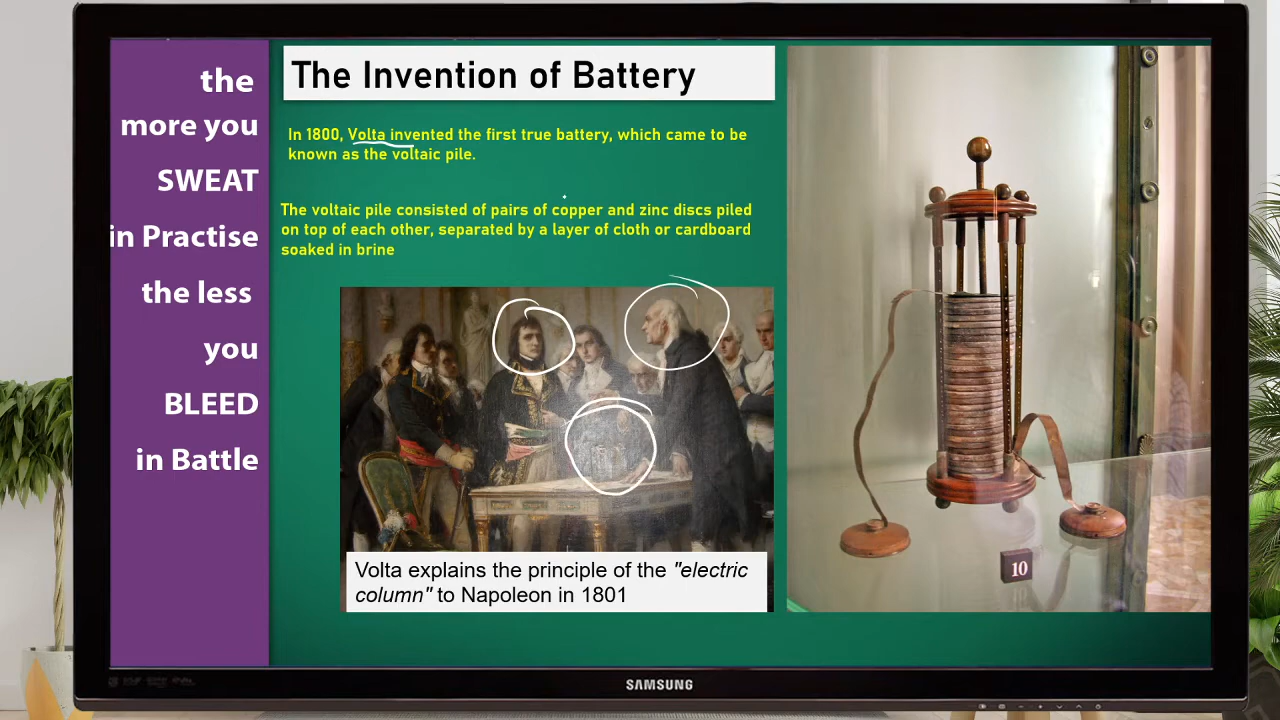 the
more you
SWEAT
in Practise
the less
you
BLEED
in Battle
The Invention of Battery
In 1800, Volta invented the first true battery, which came to be
known as the voltaic pile.
The voltaic pile consisted of pairs of copper and zinc discs piled
on top of each other, separated by a layer of cloth or cardboard
soaked in brine
Volta explains the principle of the "electric
column" to Napoleon in 1801
10
SAMSUNG